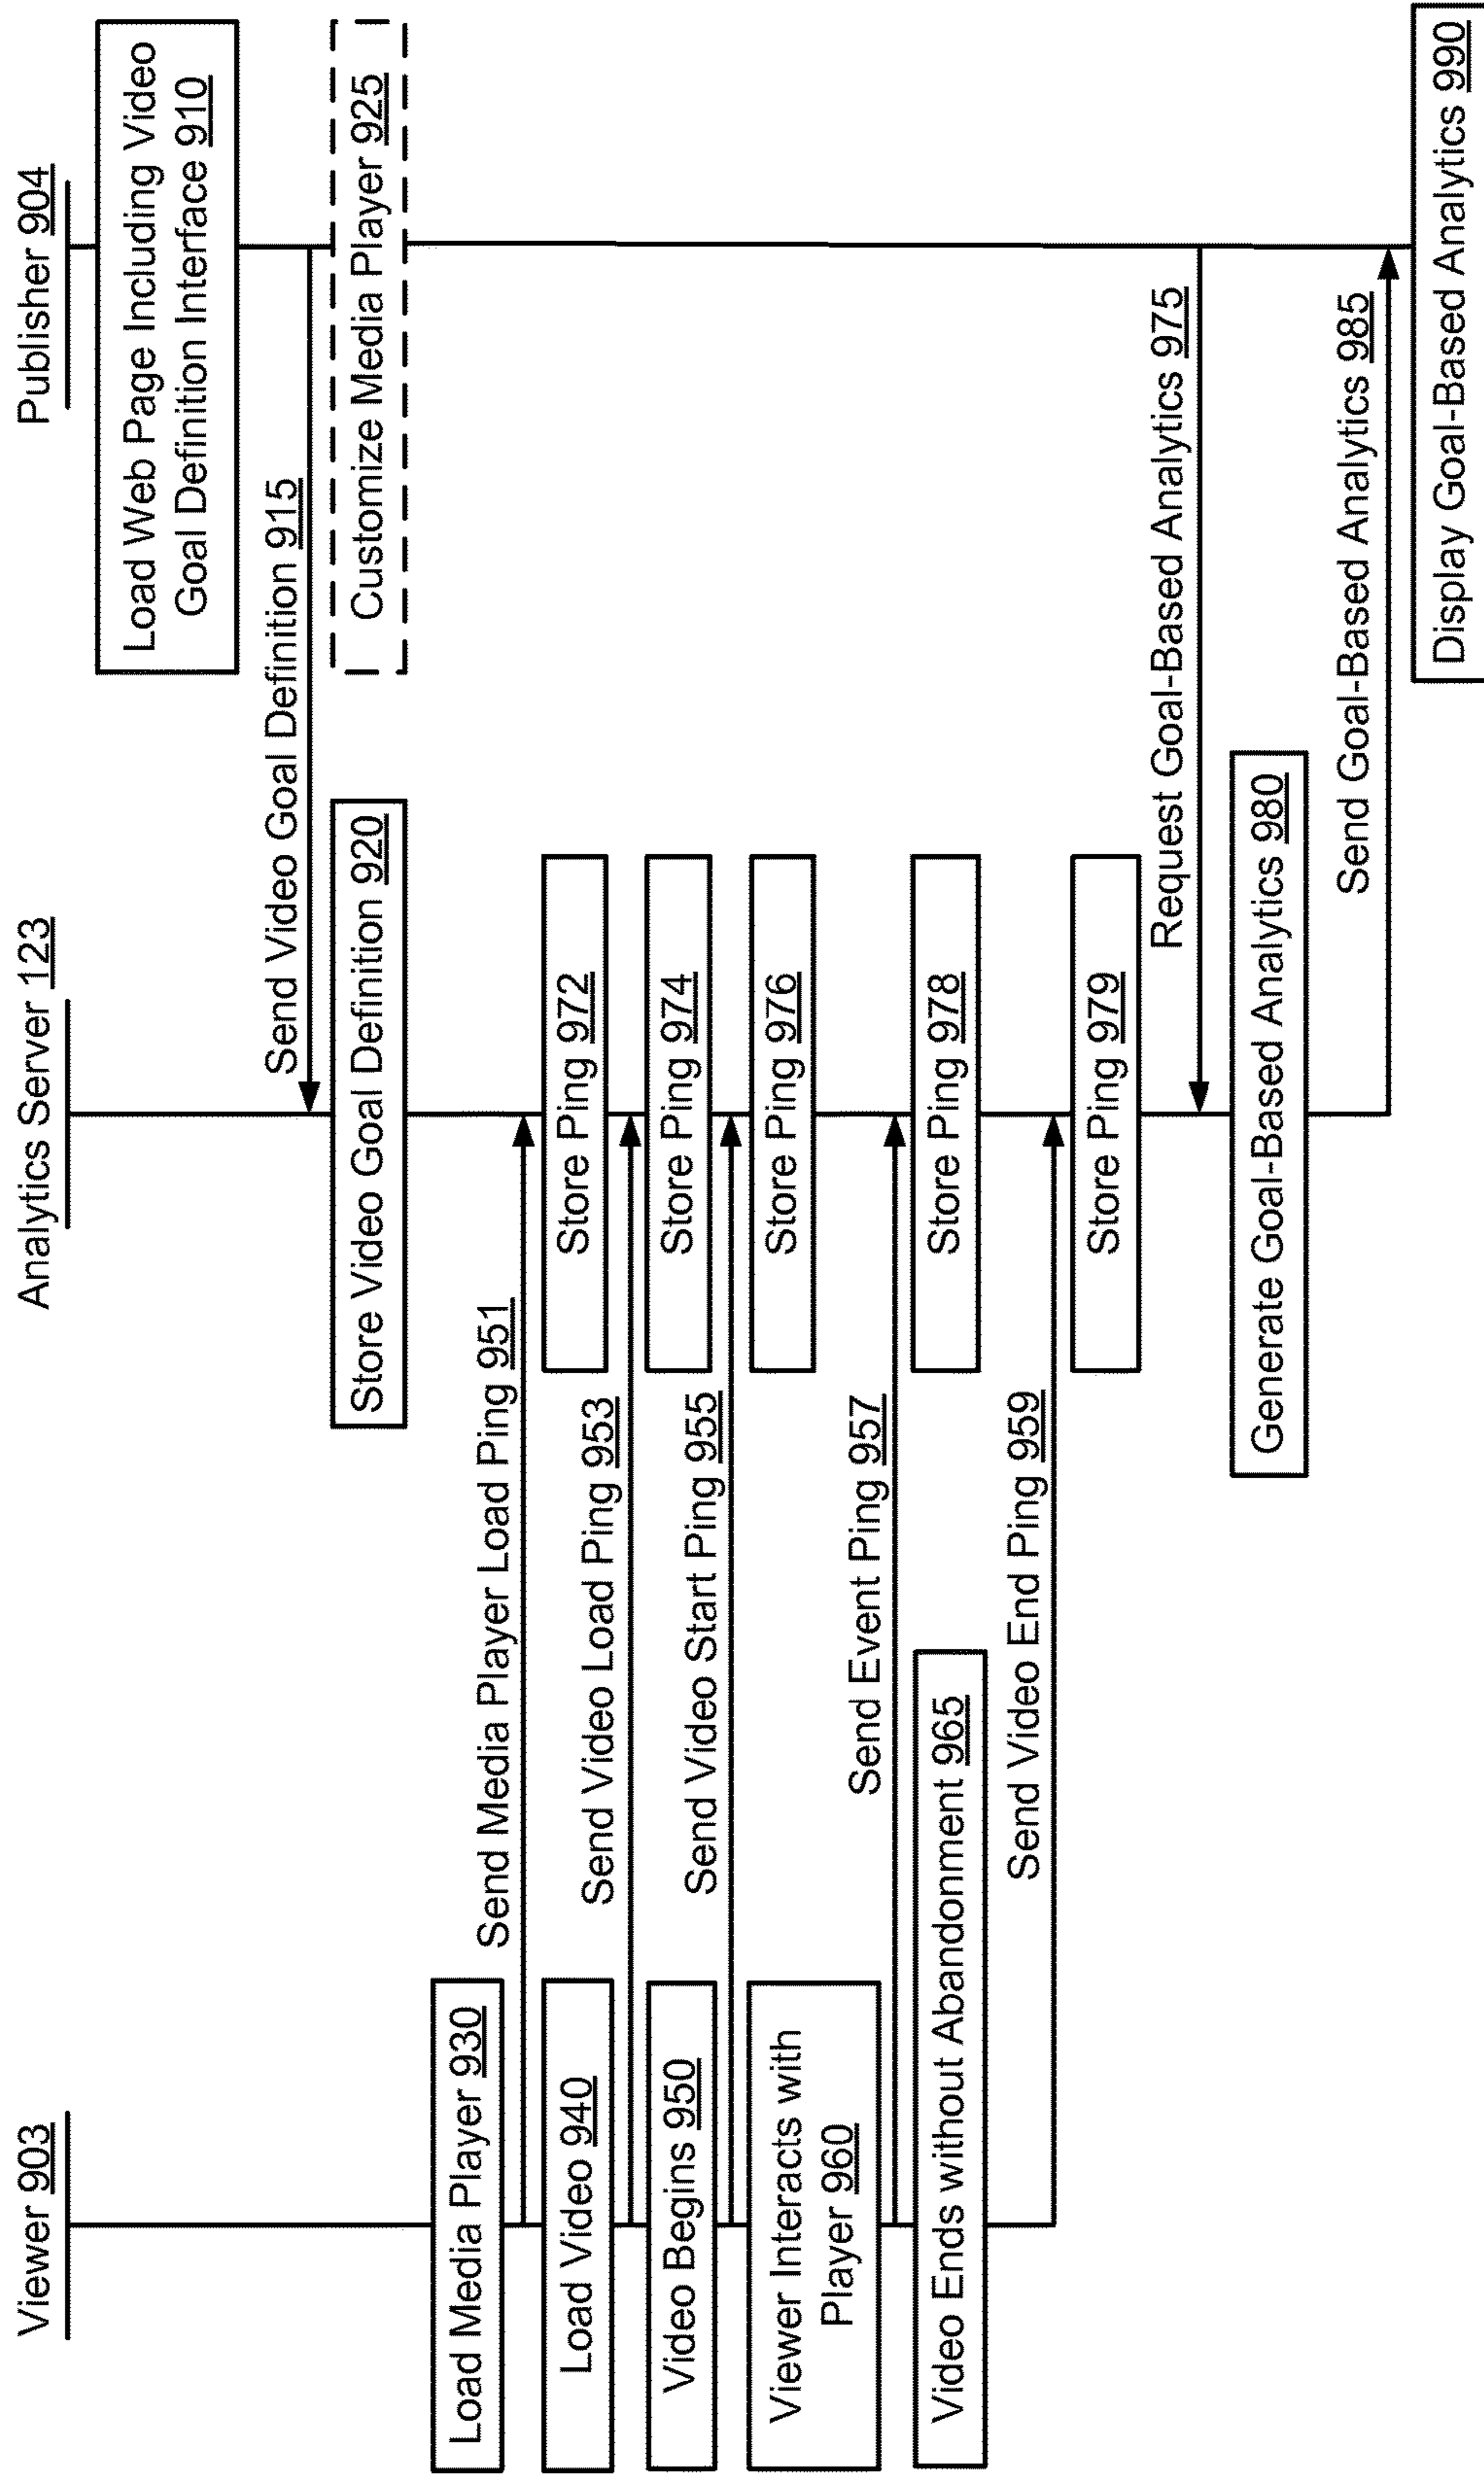 Viewer 903
Analytics Server 123
Publisher 904
Load Web Page Including Video
Goal Definition Interface 910
Send Video Goal Definition 915
Store Video Goal Definition 920
Customize Media Player 925
Load Media Player 930
Send Media Player Load Ping 951
Load Video 940
Store Ping 972
Send Video Load Ping 953
Video Begins 950
Store Ping 974
Send Video Start Ping 955
Viewer Interacts with
Player 960
Store Ping 976
Send Event Ping 957
Video Ends without Abandonment 965
Store Ping 978
Send Video End Ping 959
Store Ping 979
Request Goal-Based Analytics 975
Generate Goal-Based Analytics 980
Send Goal-Based Analytics 985
Display Goal-Based Analytics 990